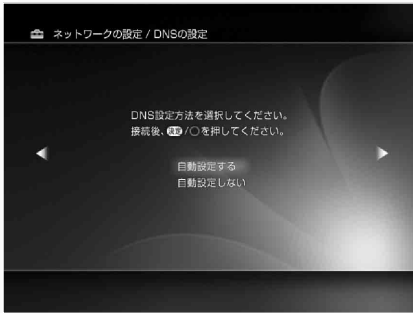 ネットワークの設定 / DNSの設定
DNS設定方法を選択してください。
接続後、決定/○を押してください。
自動設定する
自動設定しない